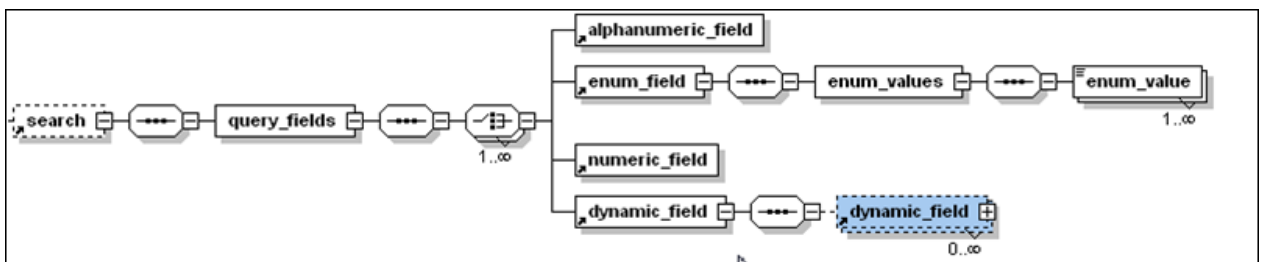 alphanumeric_field
enum_field
enum_values
enum_value
1..∞
search
query_fields
1..∞
numeric_field
dynamic_field
dynamic_field
0..∞